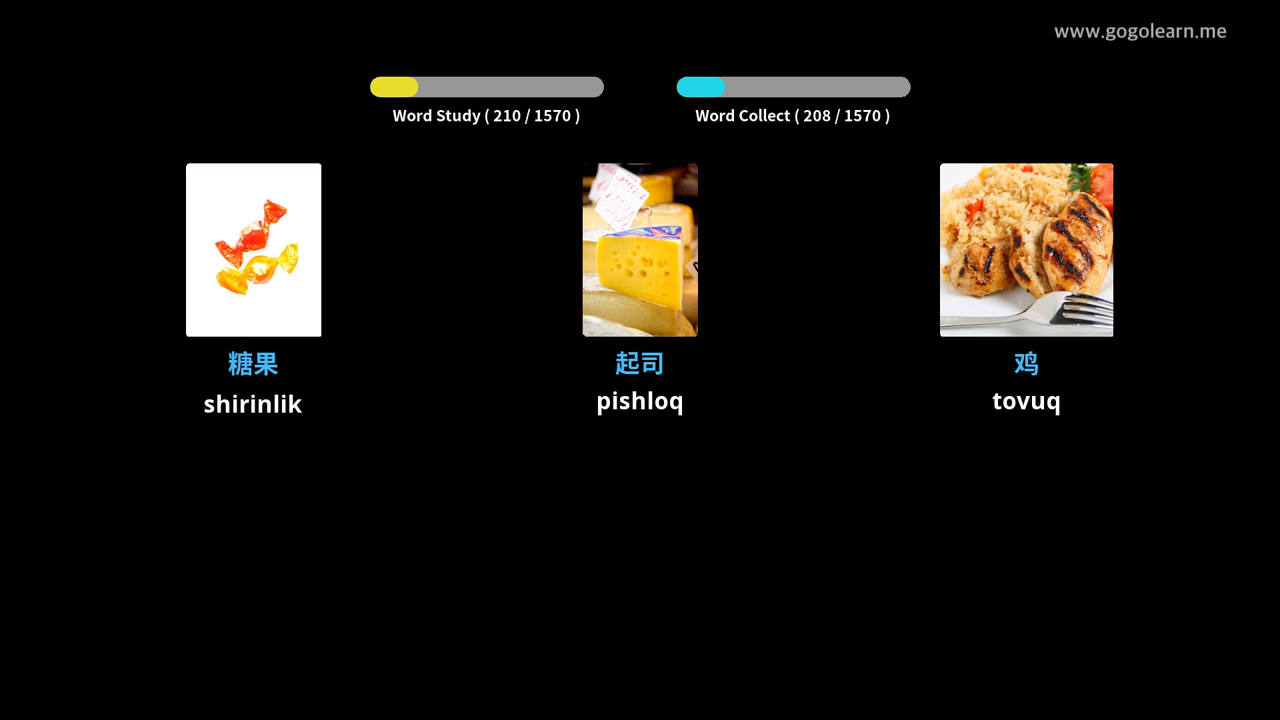 www.gogolearn.me
Word Study ( 210 / 1570 )
Word Collect ( 208 / 1570 )
糖果
起司
鸡
shirinlik
pishloq
tovuq